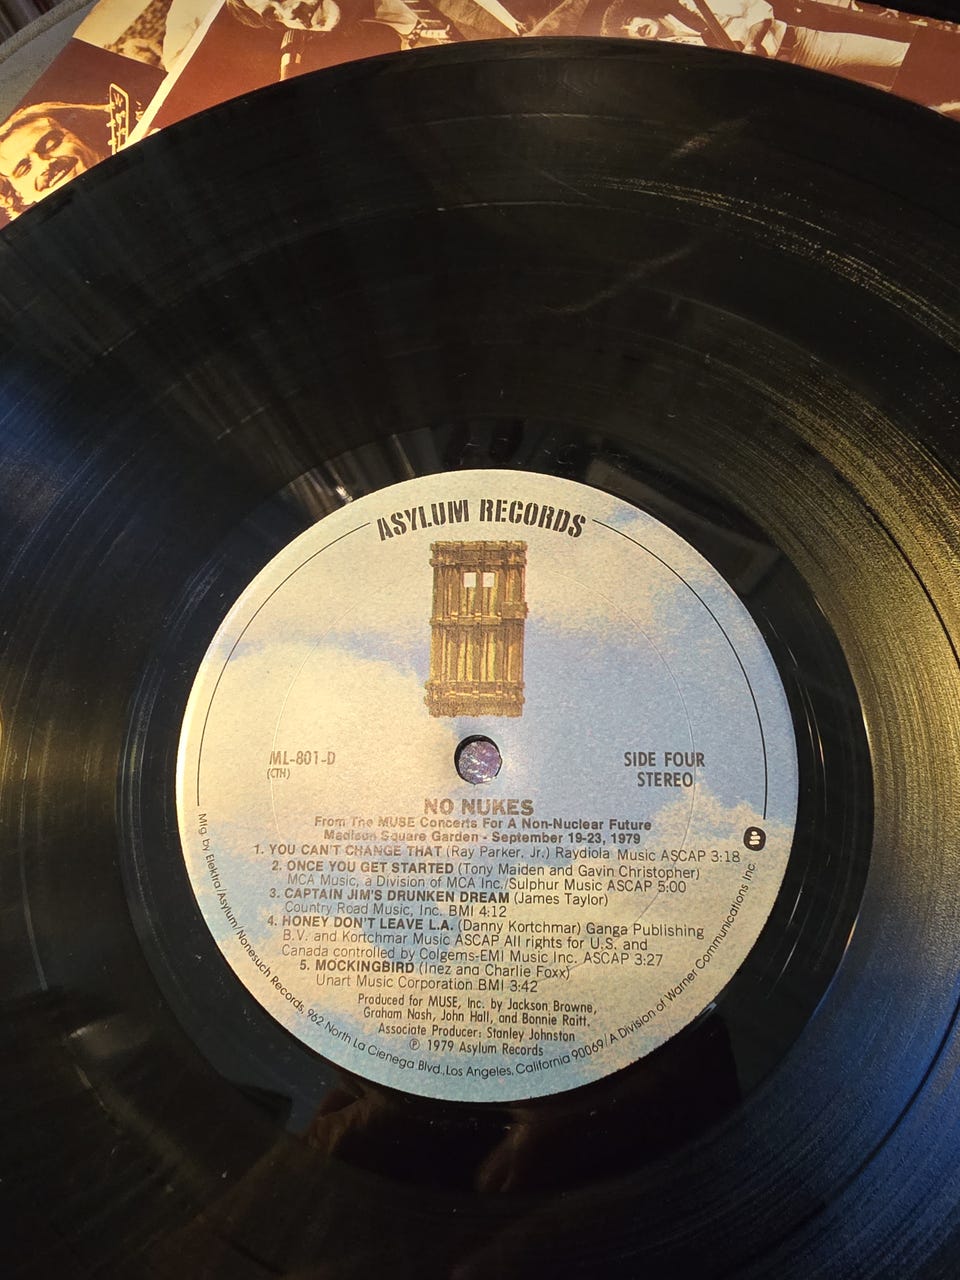 ASYLUM RECORDS
ML-801-D
(CTH)
SIDE FOUR
STEREO
NO NUKES
From The MUSE Concerts For A Non-Nuclear Future
Madison Square Garden - September 19-23, 1979
1. YOU CAN'T CHANGE THAT (Ray Parker, Jr.) Raydiola Music ASCAP 3:18
2. ONCE YOU GET STARTED (Tony Maiden and Gavin Christopher)
MCA Music, a Division of MCA Inc./Sulphur Music ASCAP 5:00
3. CAPTAIN JIM'S DRUNKEN DREAM (James Taylor)
Country Road Music, Inc. BMI 4:12
4. HONEY DON'T LEAVE L.A. (Danny Kortchmar) Ganga Publishing
B.V. and Kortchmar Music ASCAP All rights for U.S. and
Canada controlled by Colgems-EMI Music Inc. ASCAP 3:27
5. MOCKINGBIRD (Inez and Charlie Foxx)
Unart Music Corporation BMI 3:42
Produced for MUSE, Inc. by Jackson Browne,
Graham Nash, John Hall, and Bonnie Raitt.
Associate Producer: Stanley Johnston
℗ 1979 Asylum Records
Mfg by Elektra/Asylum/Nonesuch Records, 962 North La Cienega Blvd., Los Angeles, California 90069/A Division of Warner Communications Inc.